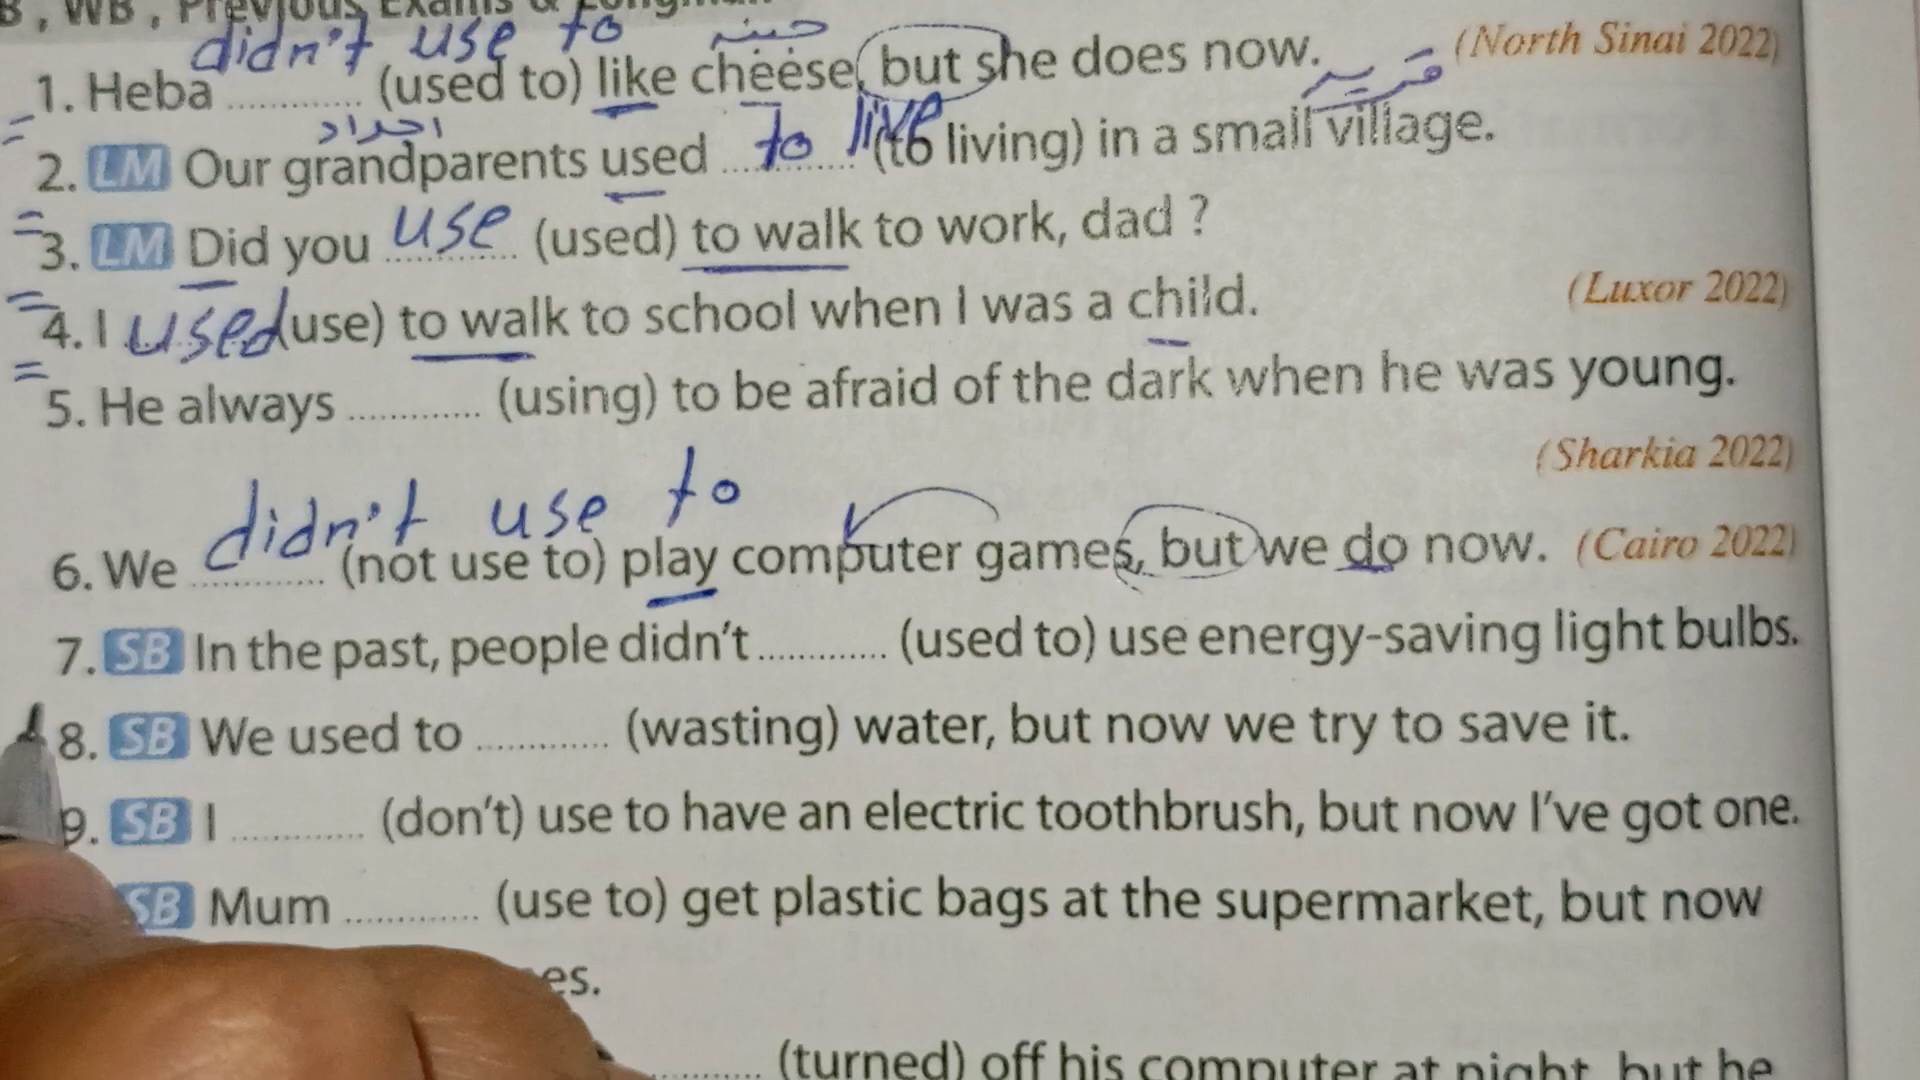 B, WB, Previous Exams & Longman
didn't use to جبنه
1. Heba ............ (used to) like cheese, but she does now. (North Sinai 2022)
اجداد to live قريه
2. LM Our grandparents used ............ (to living) in a small village.
3. LM Did you use (used) to walk to work, dad ?
4. I used (use) to walk to school when I was a child. (Luxor 2022)
5. He always ............ (using) to be afraid of the dark when he was young.
(Sharkia 2022)
didn't use to
6. We ............ (not use to) play computer games, but we do now. (Cairo 2022)
7. SB In the past, people didn't ............ (used to) use energy-saving light bulbs.
8. SB We used to ............ (wasting) water, but now we try to save it.
9. SB I ............ (don't) use to have an electric toothbrush, but now I've got one.
SB Mum ............ (use to) get plastic bags at the supermarket, but now
es.
............ (turned) off his computer at night, but he